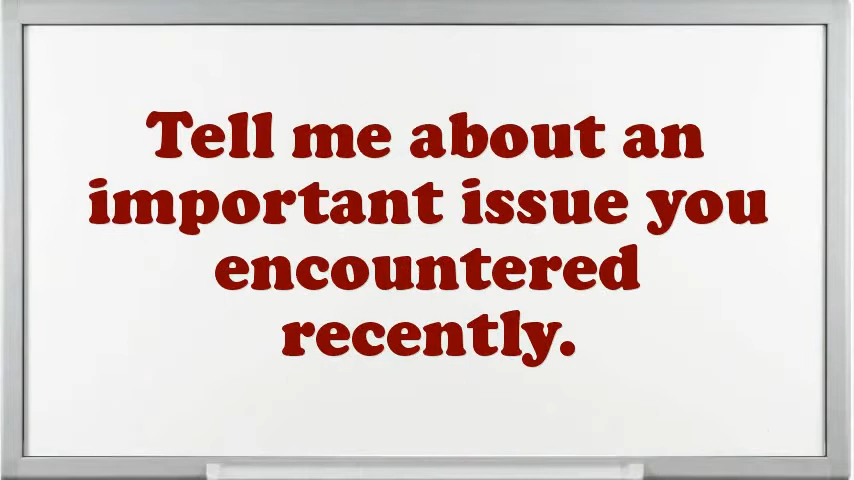 Tell me about an
important issue you
encountered
recently.